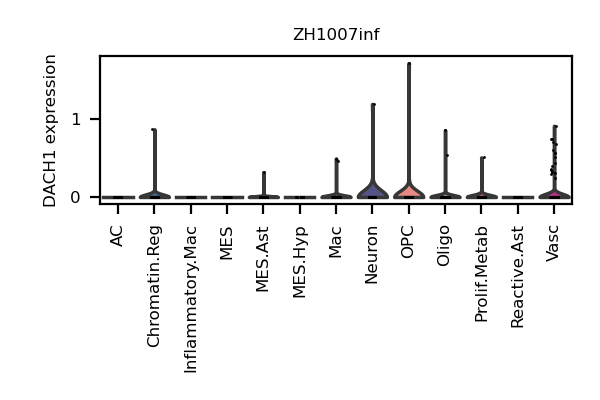 ZH1007inf
DACH1 expression
1
0
AC
Chromatin.Reg
Inflammatory.Mac
MES
MES.Ast
MES.Hyp
Mac
Neuron
OPC
Oligo
Prolif.Metab
Reactive.Ast
Vasc